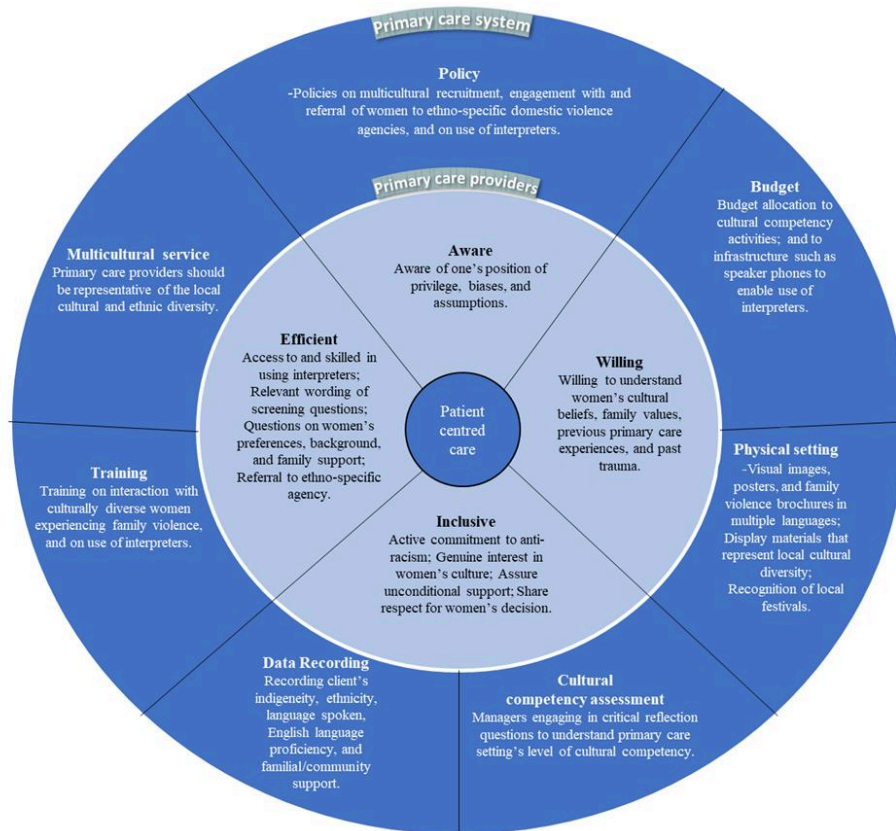 Primary care system
Policy
-Policies on multicultural recruitment, engagement with and
referral of women to ethno-specific domestic violence
agencies, and on use of interpreters.
Budget
Budget allocation to
cultural competency
activities; and to
infrastructure such as
speaker phones to
enable use of
interpreters.
Physical setting
-Visual images,
posters, and family
violence brochures in
multiple languages;
Display materials that
represent local cultural
diversity;
Recognition of local
festivals.
Cultural
competency assessment
Managers engaging in critical reflection
questions to understand primary care
setting's level of cultural competency.
Data Recording
Recording client's
indigeneity, ethnicity,
language spoken,
English language
proficiency, and
familial/community
support.
Training
Training on interaction with
culturally diverse women
experiencing family violence,
and on use of interpreters.
Multicultural service
Primary care providers should
be representative of the local
cultural and ethnic diversity.
Primary care providers
Aware
Aware of one's position of
privilege, biases, and
assumptions.
Willing
Willing to understand
women's cultural
beliefs, family values,
previous primary care
experiences, and past
trauma.
Inclusive
Active commitment to anti-
racism; Genuine interest in
women's culture; Assure
unconditional support; Share
respect for women's decision.
Efficient
Access to and skilled in
using interpreters;
Relevant wording of
screening questions;
Questions on women's
preferences, background,
and family support;
Referral to ethno-specific
agency.
Patient
centred
care